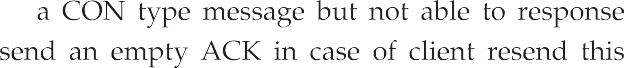 a CON type message but not able to response
send an empty ACK in case of client resend this